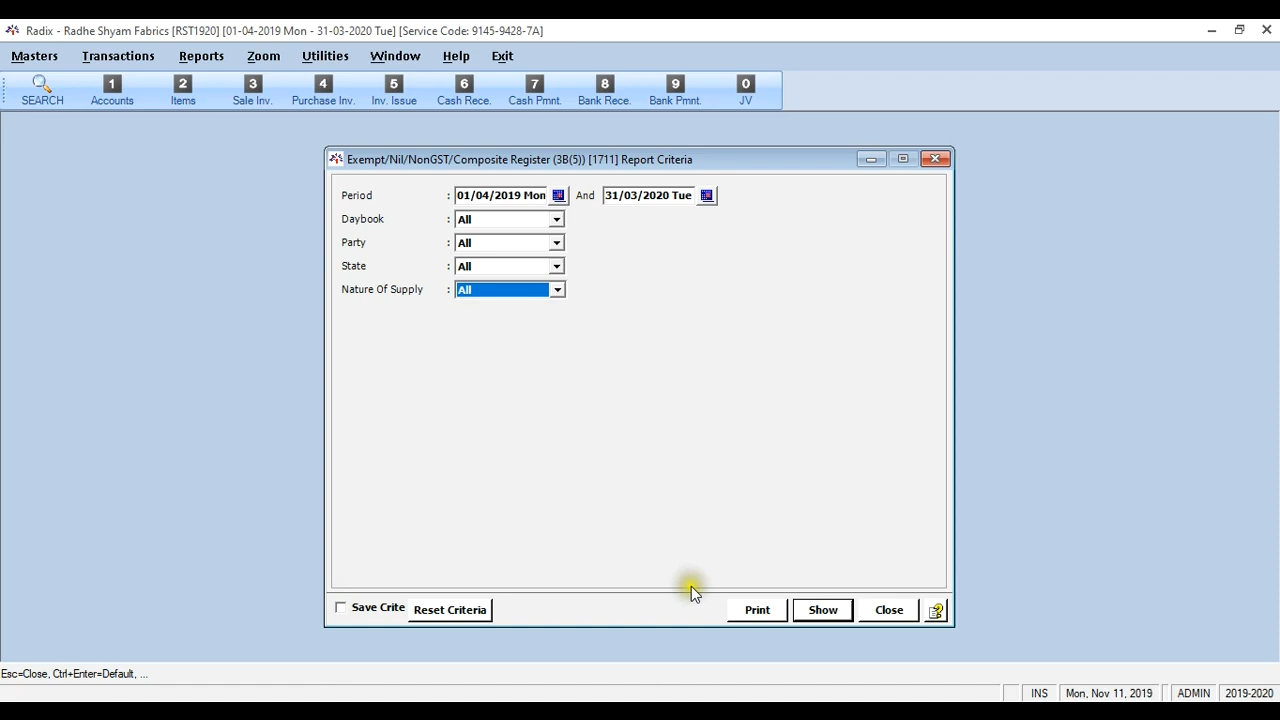 Radix - Radhe Shyam Fabrics [RST1920] [01-04-2019 Mon - 31-03-2020 Tue] [Service Code: 9145-9428-7A]
Masters Transactions Reports Zoom Utilities Window Help Exit
1 2 3 4 5 6 7 8 9 0
SEARCH Accounts Items Sale Inv. Purchase Inv. Inv. Issue Cash Rece. Cash Pmnt. Bank Rece. Bank Pmnt. JV
Exempt/Nil/NonGST/Composite Register (3B(5)) [1711] Report Criteria
Period : 01/04/2019 Mon And 31/03/2020 Tue
Daybook : All
Party : All
State : All
Nature Of Supply : All
Save Crite Reset Criteria Print Show Close
Esc=Close, Ctrl+Enter=Default, ...
INS Mon, Nov 11, 2019 ADMIN 2019-2020